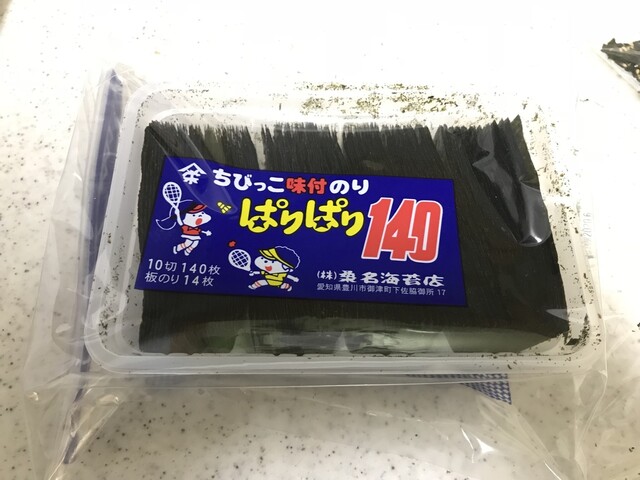 ちびっこ味付のり
ぱりぱり140
10切140枚
板のり14枚
(株)桑名海苔店
愛知県豊川市御津町下佐脇御所17